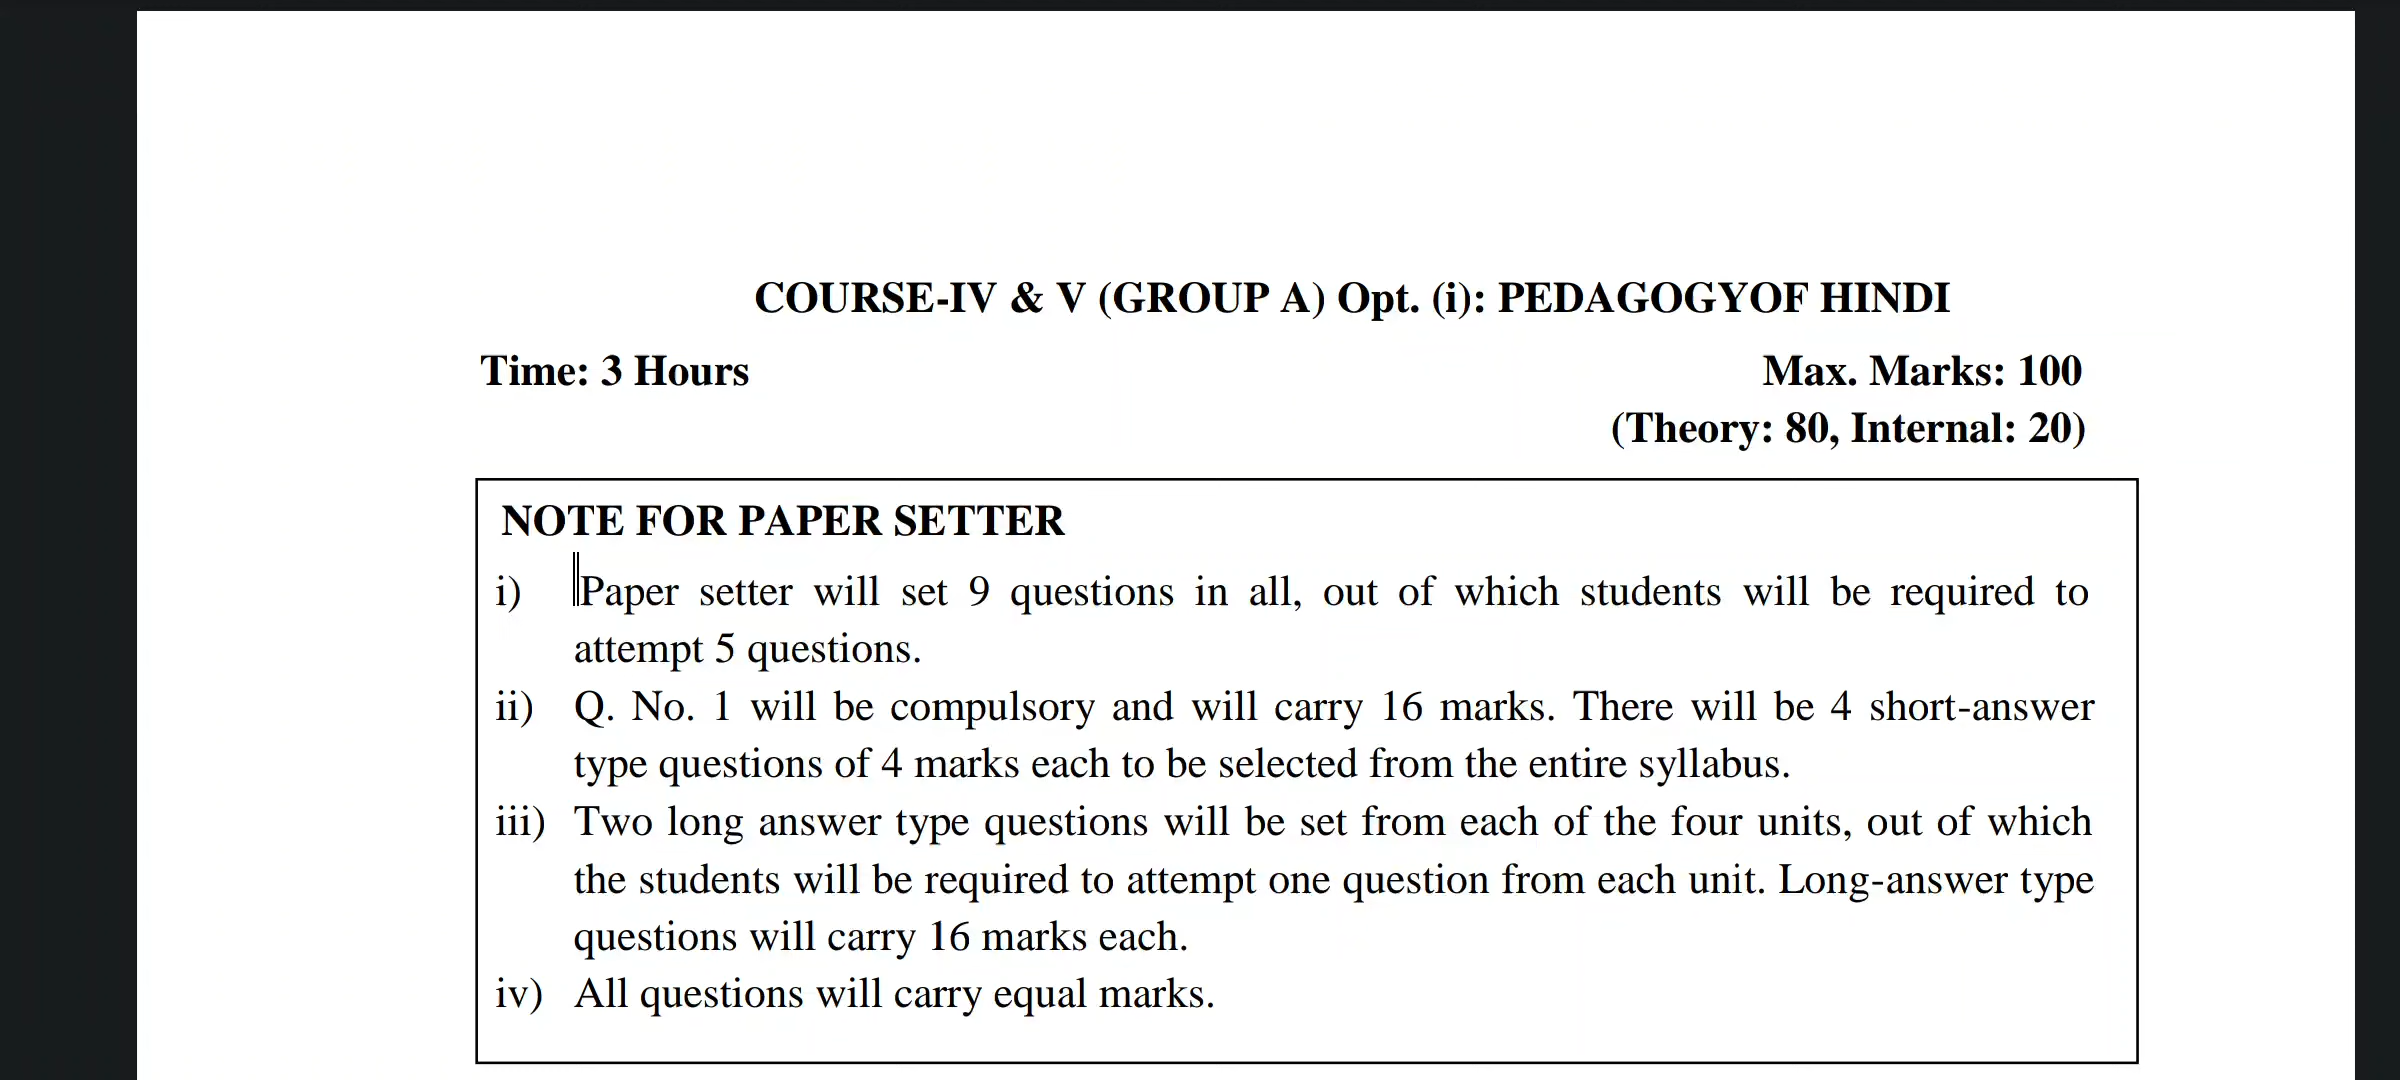 COURSE-IV & V (GROUP A) Opt. (i): PEDAGOGYOF HINDI
Time: 3 Hours Max. Marks: 100
(Theory: 80, Internal: 20)
NOTE FOR PAPER SETTER
i) Paper setter will set 9 questions in all, out of which students will be required to
attempt 5 questions.
ii) Q. No. 1 will be compulsory and will carry 16 marks. There will be 4 short-answer
type questions of 4 marks each to be selected from the entire syllabus.
iii) Two long answer type questions will be set from each of the four units, out of which
the students will be required to attempt one question from each unit. Long-answer type
questions will carry 16 marks each.
iv) All questions will carry equal marks.